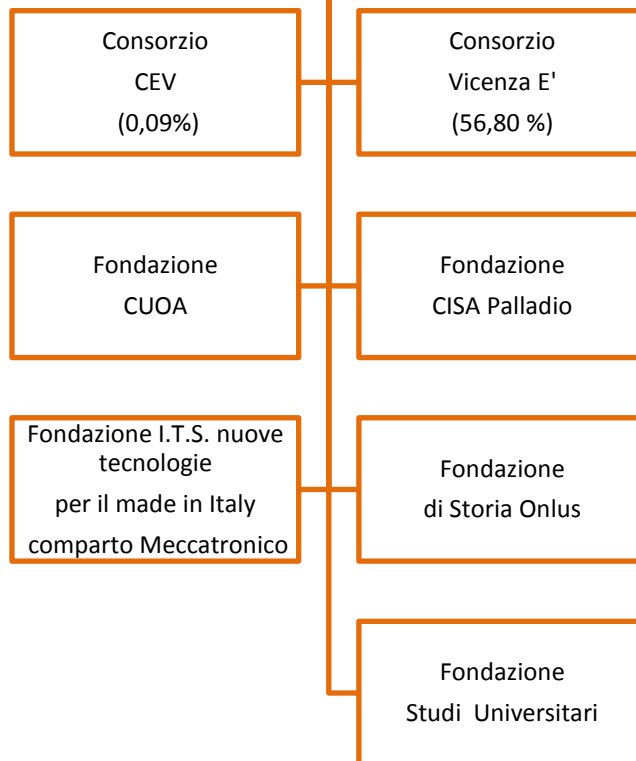 Consorzio
CEV
(0,09%)
Consorzio
Vicenza E'
(56,80 %)
Fondazione
CUOA
Fondazione
CISA Palladio
Fondazione I.T.S. nuove
tecnologie
per il made in Italy
comparto Meccatronico
Fondazione
di Storia Onlus
Fondazione
Studi Universitari